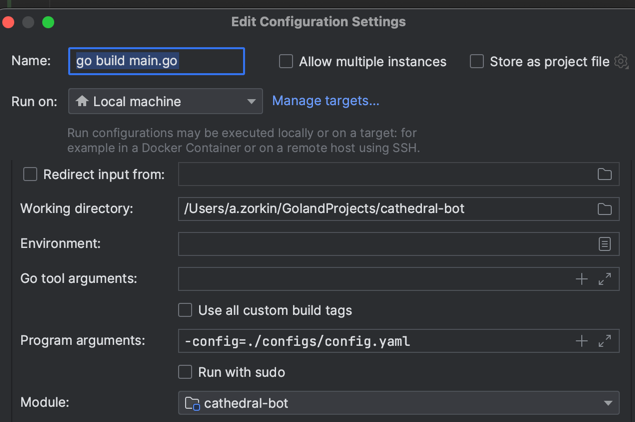 Edit Configuration Settings
Name: go build main.go Allow multiple instances Store as project file
Run on: Local machine Manage targets...
Run configurations may be executed locally or on a target: for
example in a Docker Container or on a remote host using SSH.
Redirect input from:
Working directory: /Users/a.zorkin/GolandProjects/cathedral-bot
Environment:
Go tool arguments:
Use all custom build tags
Program arguments: -config=./configs/config.yaml
Run with sudo
Module: cathedral-bot